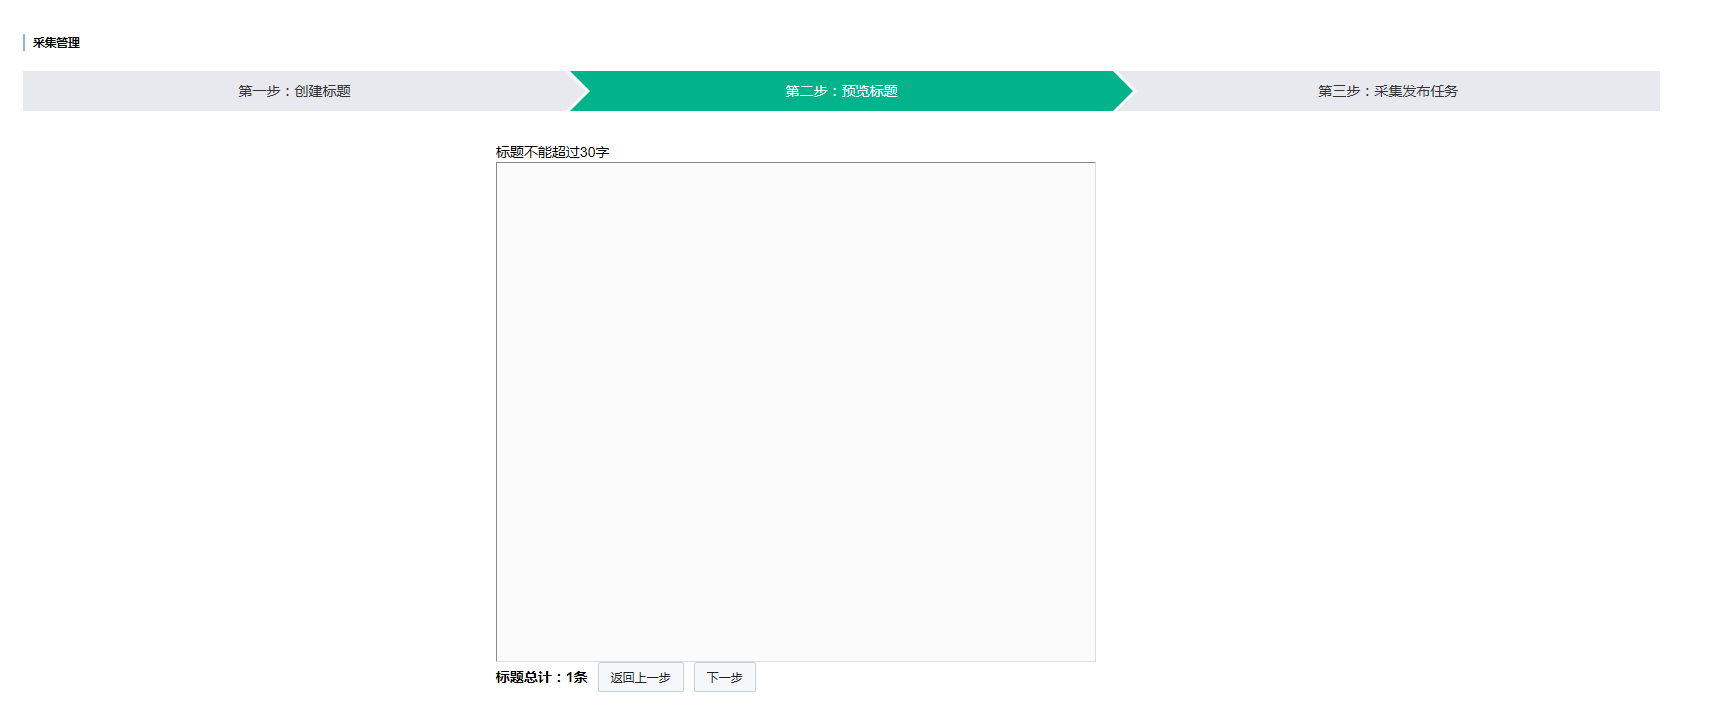 采集管理
第一步：创建标题
第二步：预览标题
第三步：采集发布任务
标题不能超过30字
标题总计：1条
返回上一步
下一步